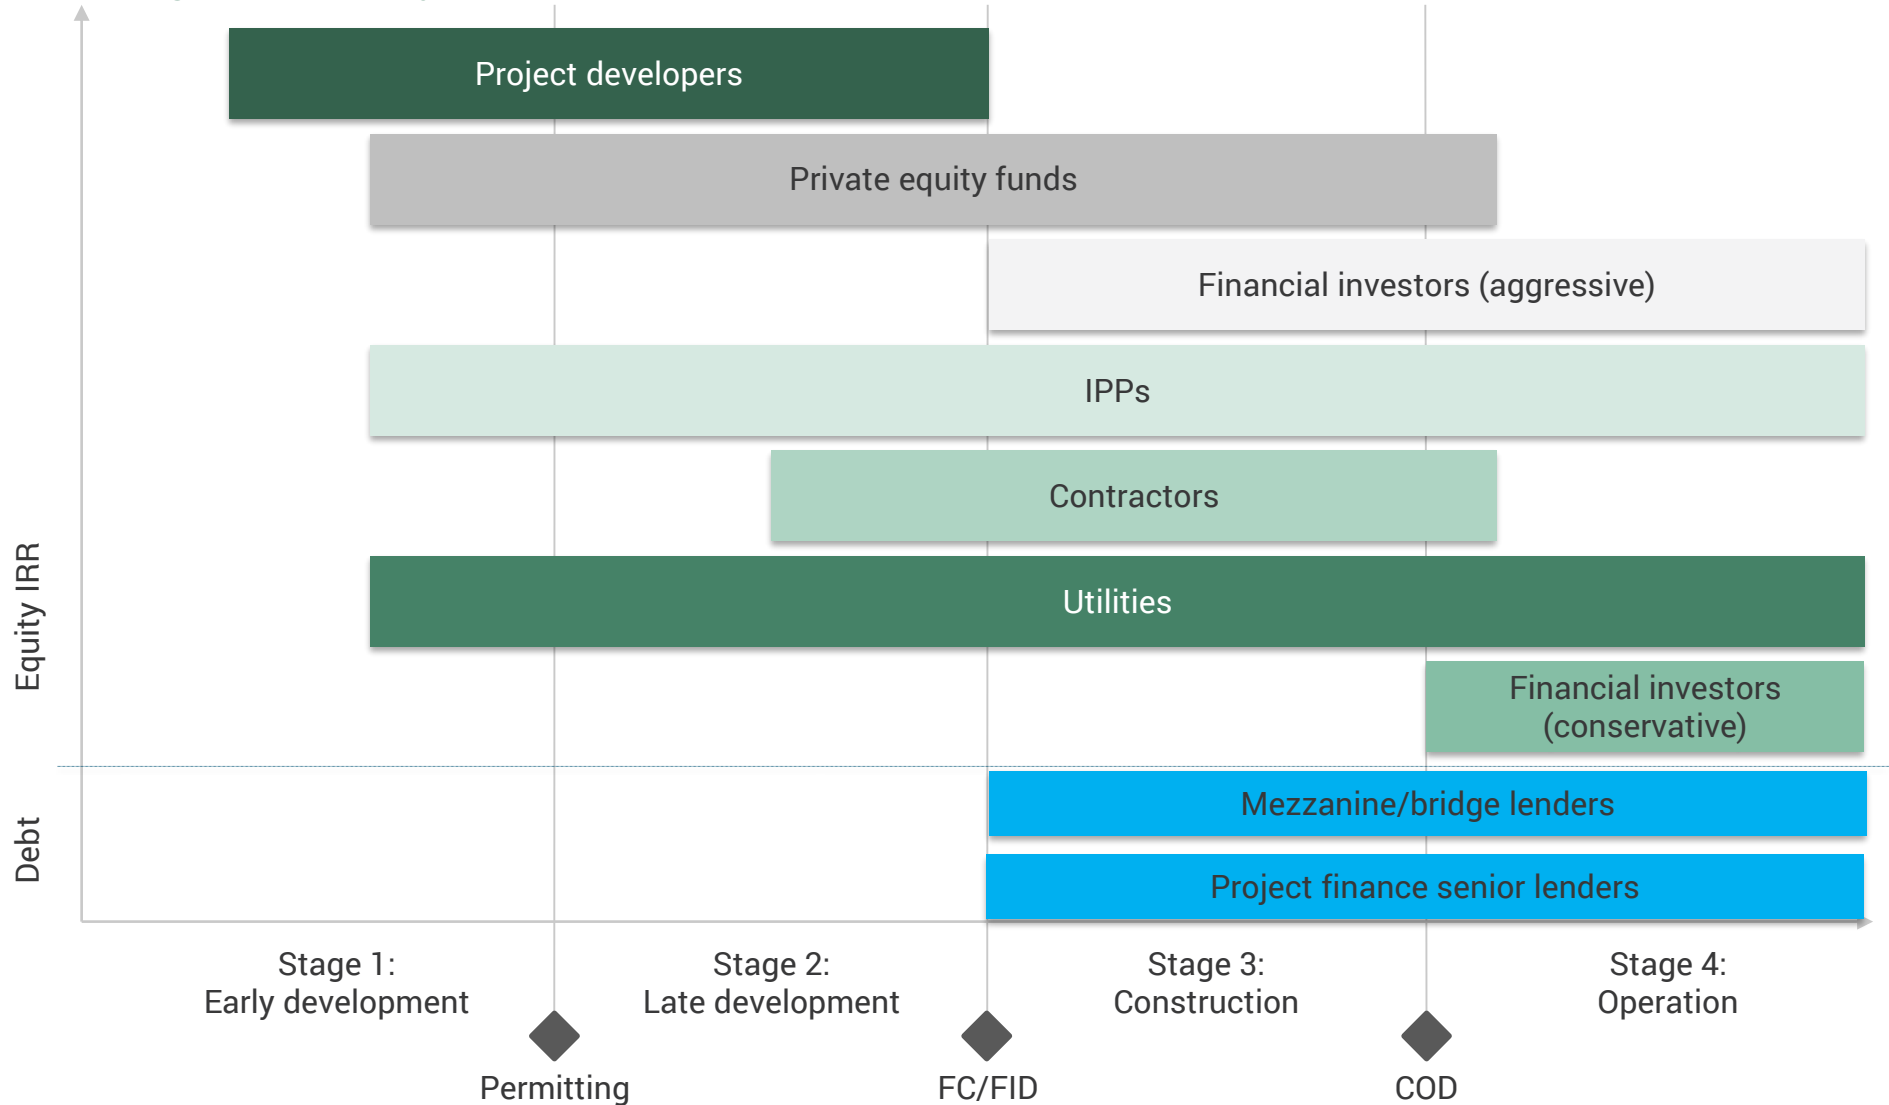 Project developers
Private equity funds
Financial investors (aggressive)
IPPs
Contractors
Utilities
Financial investors
(conservative)
Equity IRR
Mezzanine/bridge lenders
Debt
Project finance senior lenders
Stage 1:
Early development
Stage 2:
Late development
Stage 3:
Construction
Stage 4:
Operation
Permitting
FC/FID
COD